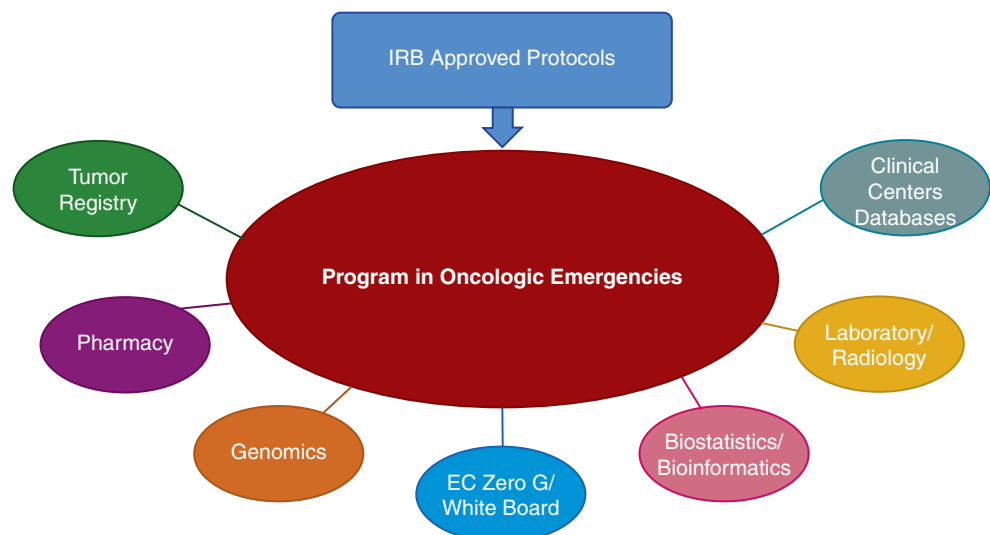 IRB Approved Protocols
Tumor
Registry
Clinical
Centers
Databases
Program in Oncologic Emergencies
Pharmacy
Laboratory/
Radiology
Genomics
EC Zero G/
White Board
Biostatistics/
Bioinformatics